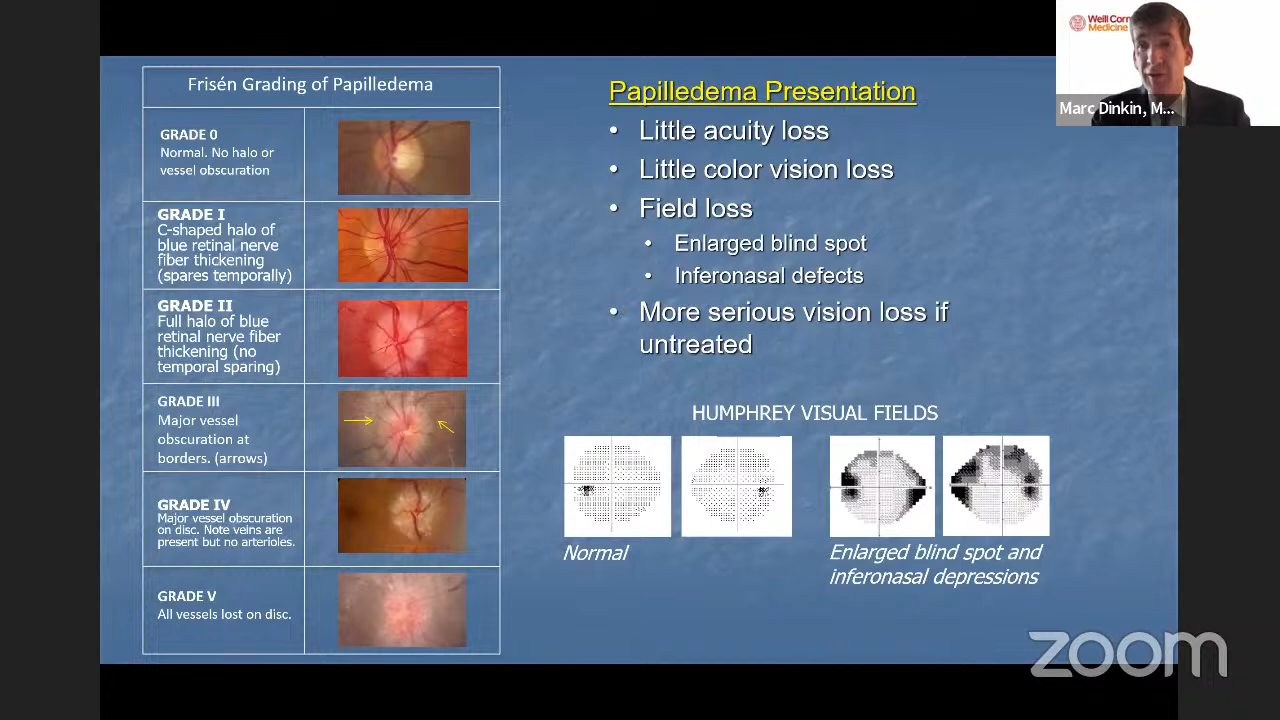 Frisén Grading of Papilledema
GRADE 0
Normal. No halo or
vessel obscuration
GRADE I
C-shaped halo of
blue retinal nerve
fiber thickening
(spares temporally)
GRADE II
Full halo of blue
retinal nerve fiber
thickening (no
temporal sparing)
GRADE III
Major vessel
obscuration at
borders. (arrows)
GRADE IV
Major vessel obscuration
on disc. Note veins are
present but no arterioles.
GRADE V
All vessels lost on disc.
Papilledema Presentation
• Little acuity loss
• Little color vision loss
• Field loss
• Enlarged blind spot
• Inferonasal defects
• More serious vision loss if
untreated
HUMPHREY VISUAL FIELDS
Normal
Enlarged blind spot and
inferonasal depressions
Weill Corn
Medicine
Marc Dinkin, M...
zoom